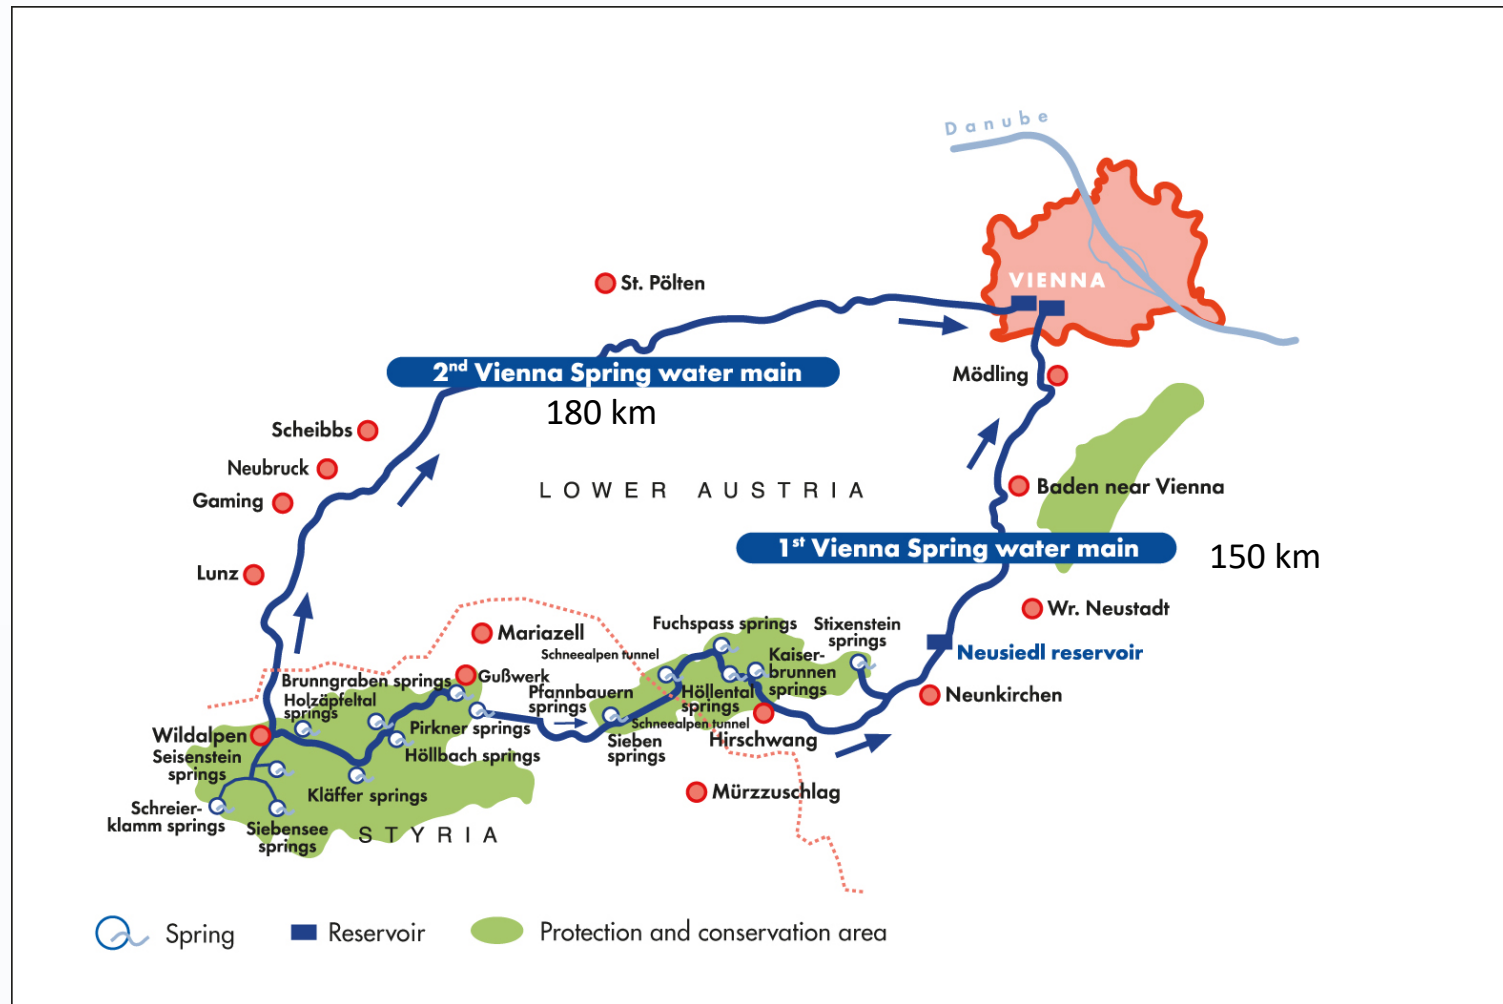 Danube
VIENNA
St. Pölten
2nd Vienna Spring water main
180 km
Mödling
Scheibbs
Neubruck
Gaming
LOWER AUSTRIA
Baden near Vienna
1st Vienna Spring water main
150 km
Lunz
Wr. Neustadt
Mariazell
Fuchspass springs
Stixenstein
springs
Schneealpen tunnel
Kaiser-
brunnen
springs
Neusiedl reservoir
Gußwerk
Brunngraben springs
Holzäpfeltal
springs
Pfannbauern
springs
Höllental
springs
Neunkirchen
Pirkner springs
Schneealpen tunnel
Hirschwang
Wildalpen
Seisenstein
springs
Höllbach springs
Sieben
springs
Kläffer springs
Mürzzuschlag
Schreier-
klamm springs
Siebensee
springs
STYRIA
Spring
Reservoir
Protection and conservation area